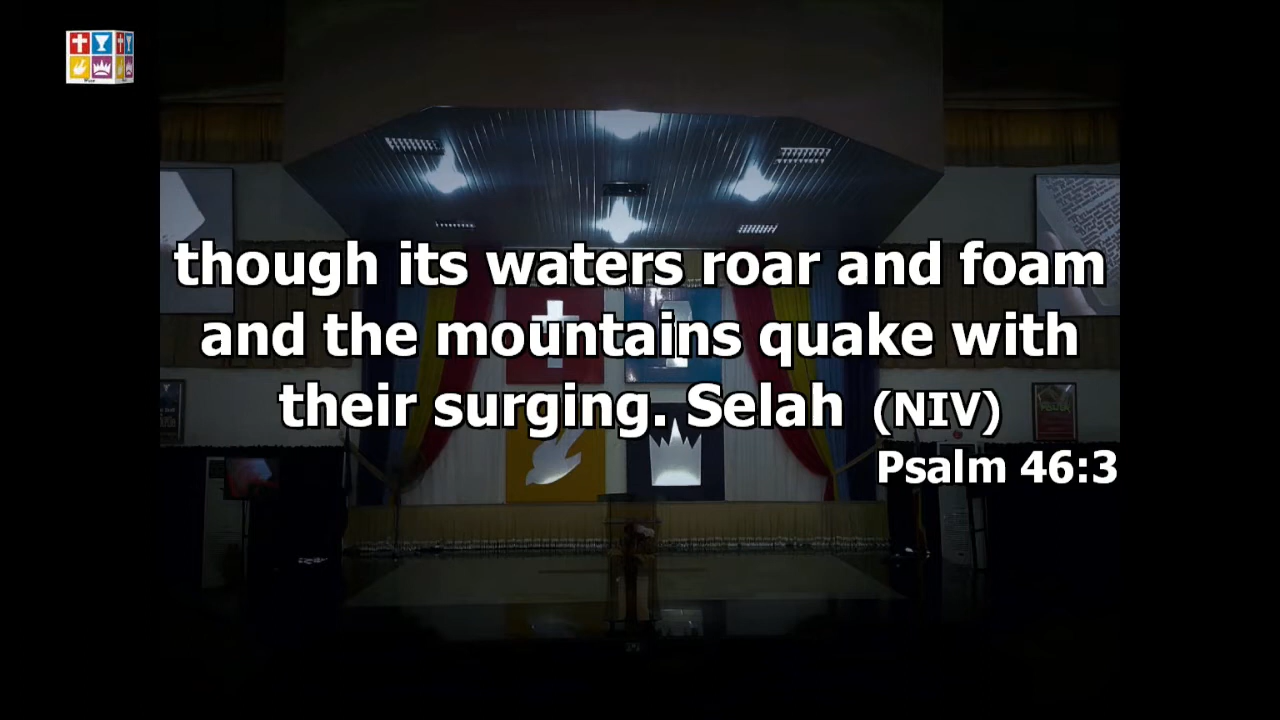 though its waters roar and foam
and the mountains quake with
their surging. Selah (NIV)
Psalm 46:3